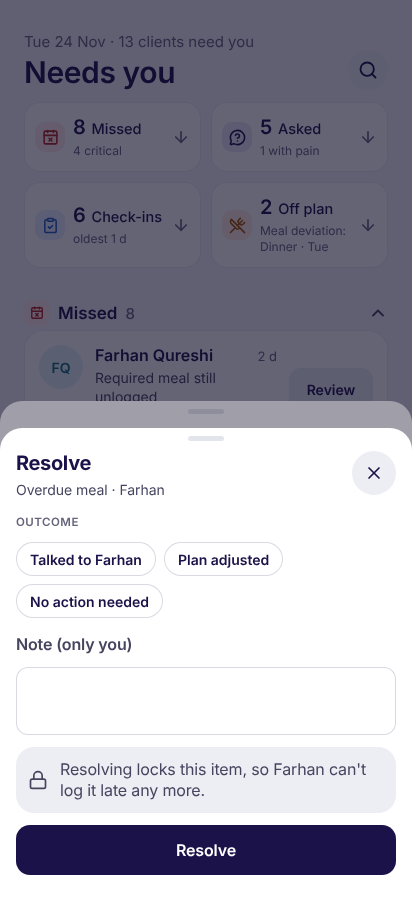 Tue 24 Nov · 13 clients need you
Needs you
8 Missed
4 critical
5 Asked
1 with pain
6 Check-ins
oldest 1 d
2 Off plan
Meal deviation:
Dinner · Tue
Missed 8
FQ
Farhan Qureshi
2 d
Required meal still
unlogged
Review
Resolve
Overdue meal · Farhan
OUTCOME
Talked to Farhan
Plan adjusted
No action needed
Note (only you)
Resolving locks this item, so Farhan can't
log it late any more.
Resolve